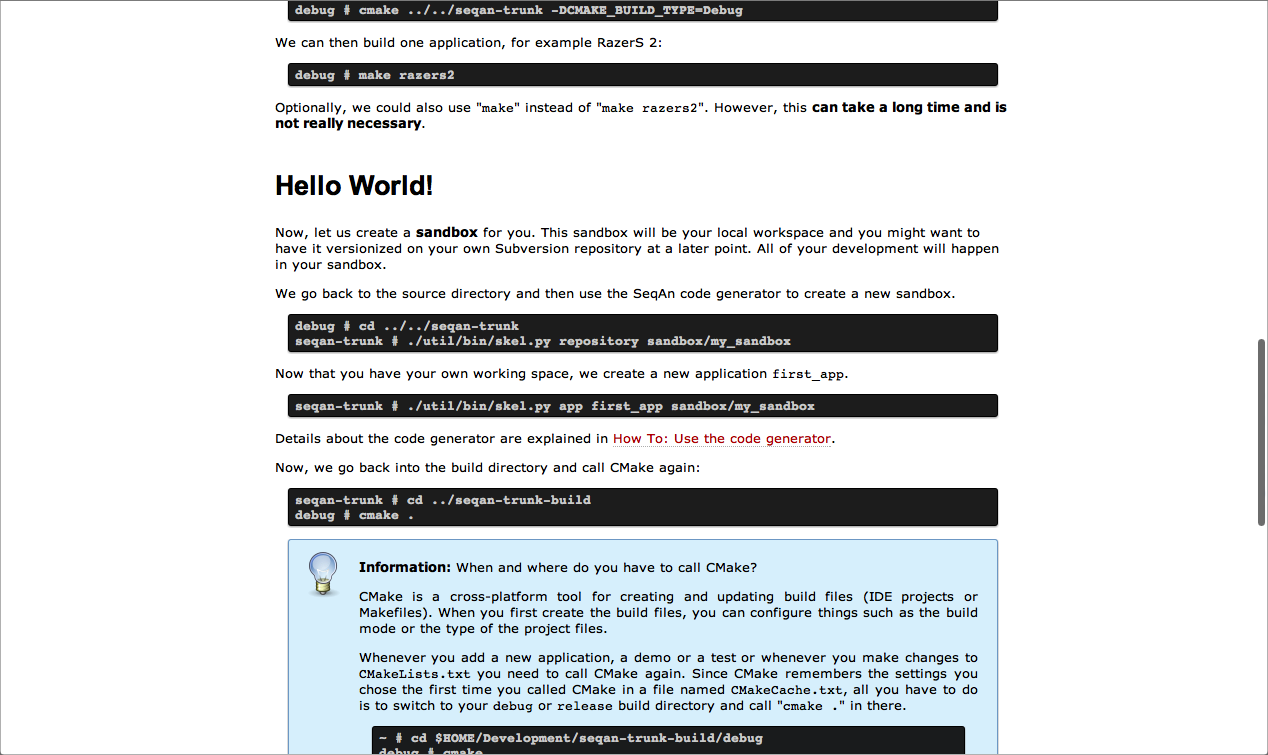 debug # cmake ../../seqan-trunk -DCMAKE_BUILD_TYPE=Debug
We can then build one application, for example RazerS 2:
debug # make razers2
Optionally, we could also use "make" instead of "make razers2". However, this can take a long time and is
not really necessary.
Hello World!
Now, let us create a sandbox for you. This sandbox will be your local workspace and you might want to
have it versionized on your own Subversion repository at a later point. All of your development will happen
in your sandbox.
We go back to the source directory and then use the SeqAn code generator to create a new sandbox.
debug # cd ../../seqan-trunk
seqan-trunk # ./util/bin/skel.py repository sandbox/my_sandbox
Now that you have your own working space, we create a new application first_app.
seqan-trunk # ./util/bin/skel.py app first_app sandbox/my_sandbox
Details about the code generator are explained in How To: Use the code generator.
Now, we go back into the build directory and call CMake again:
seqan-trunk # cd ../seqan-trunk-build
debug # cmake .
Information: When and where do you have to call CMake?
CMake is a cross-platform tool for creating and updating build files (IDE projects or
Makefiles). When you first create the build files, you can configure things such as the build
mode or the type of the project files.
Whenever you add a new application, a demo or a test or whenever you make changes to
CMakeLists.txt you need to call CMake again. Since CMake remembers the settings you
chose the first time you called CMake in a file named CMakeCache.txt, all you have to do
is to switch to your debug or release build directory and call "cmake ." in there.
~ # cd $HOME/Development/seqan-trunk-build/debug
debug # cmake